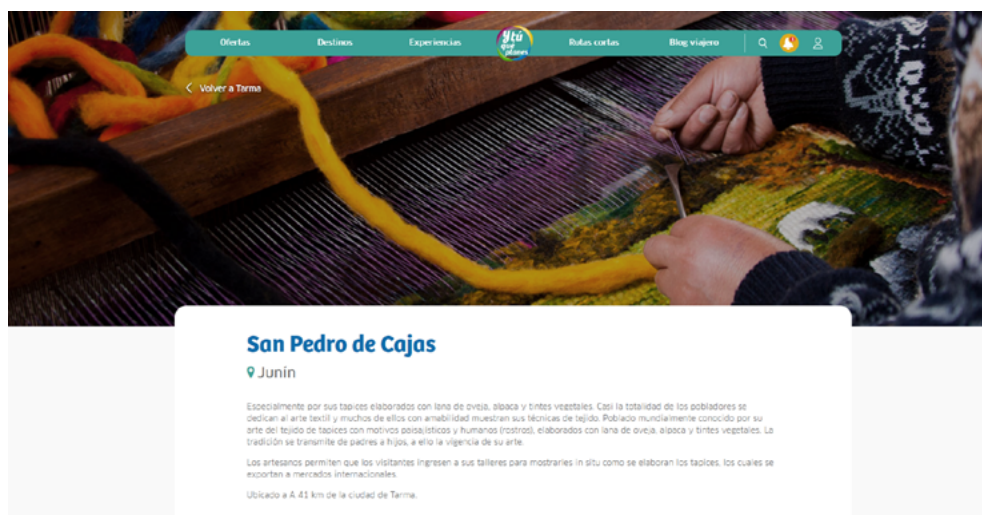 Ofertas
Destinos
Experiencias
Ytú
qué
planes
Rutas cortas
Blog viajero
Volver a Tarma
San Pedro de Cajas
Junín
Especialmente por sus tapices elaborados con lana de oveja, alpaca y tintes vegetales. Casi la totalidad de los pobladores se
dedican al arte textil y muchos de ellos con amabilidad muestran sus técnicas de tejido. Poblado mundialmente conocido por su
arte del tejido de tapices con motivos paisajísticos y humanos (rostros), elaborados con lana de oveja, alpaca y tintes vegetales. La
tradición se transmite de padres a hijos, a ello la vigencia de su arte.
Los artesanos permiten que los visitantes ingresen a sus talleres para mostrarles in situ como se elaboran los tapices, los cuales se
exportan a mercados internacionales.
Ubicado a A 41 km de la ciudad de Tarma.